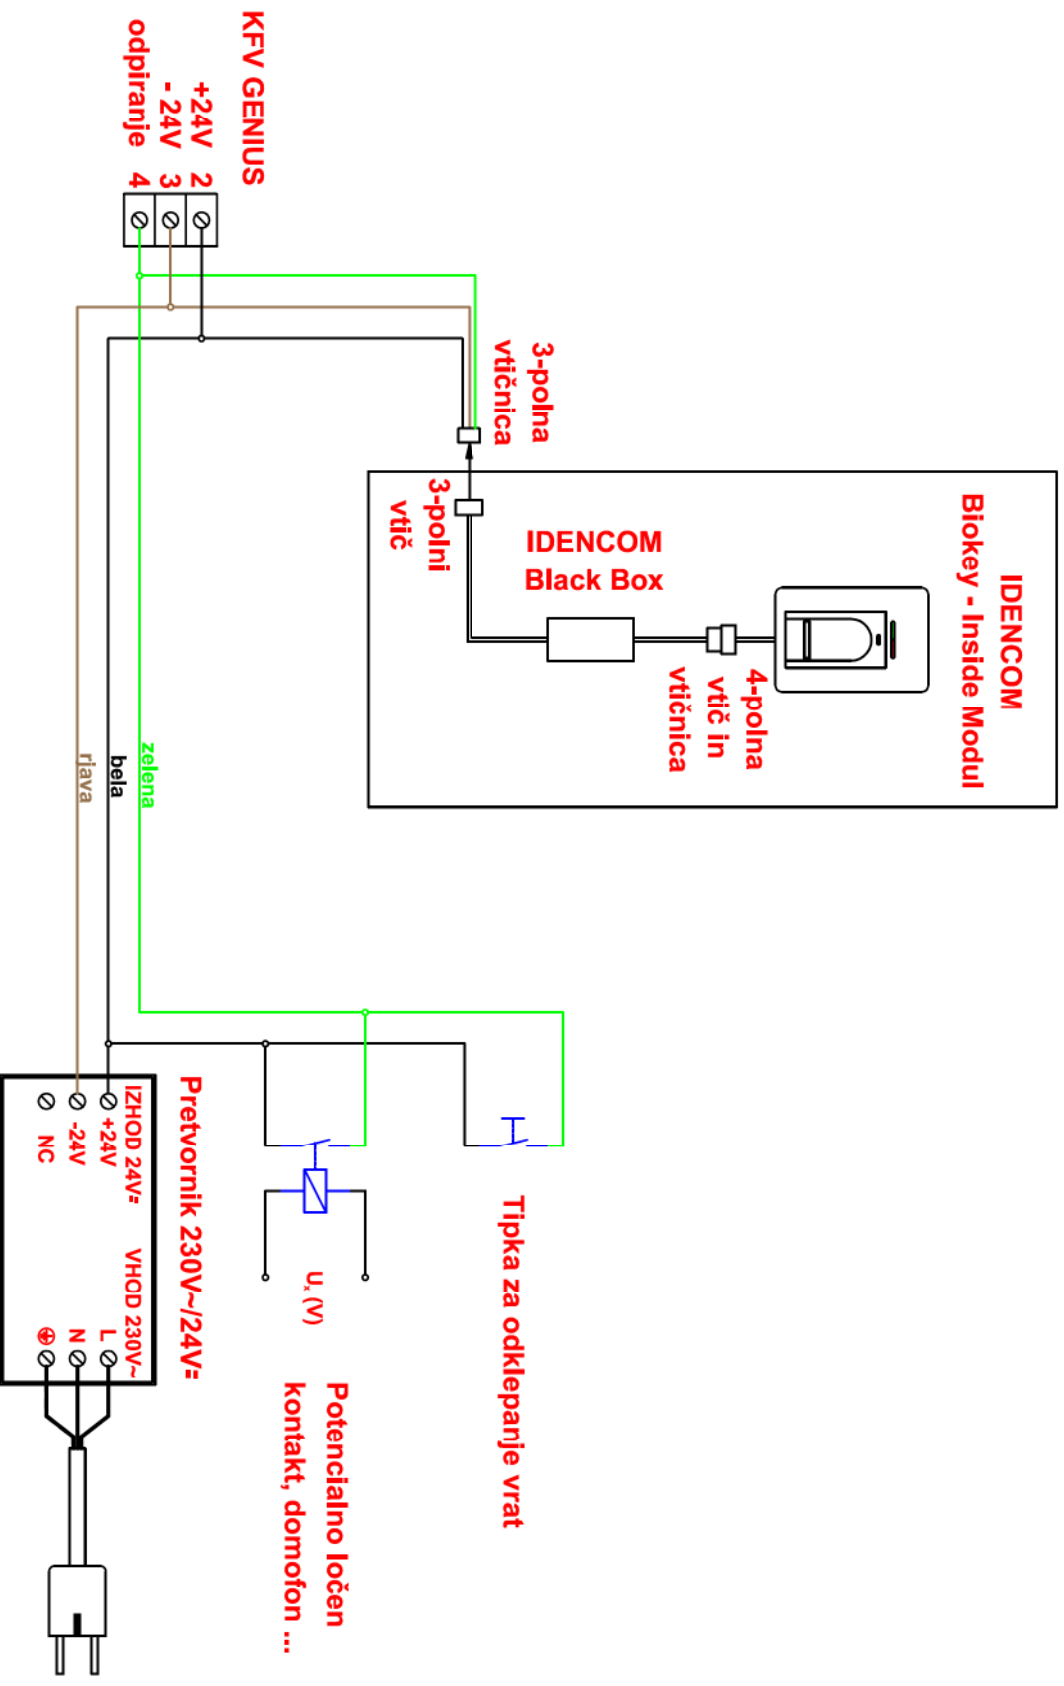 KFV GENIUS
+24V 2
- 24V 3
odpiranje 4
3-polna
vtičnica
3-polni
vtič
IDENCOM
Black Box
IDENCOM
Biokey - Inside Modul
4-polna
vtič in
vtičnica
zelena
bela
rjava
Tipka za odklepanje vrat
Uₓ (V)
Potencialno ločen
kontakt, domofon ...
Pretvornik 230V~/24V=
IZHOD 24V= VHOD 230V~
+24V L
-24V N
NC